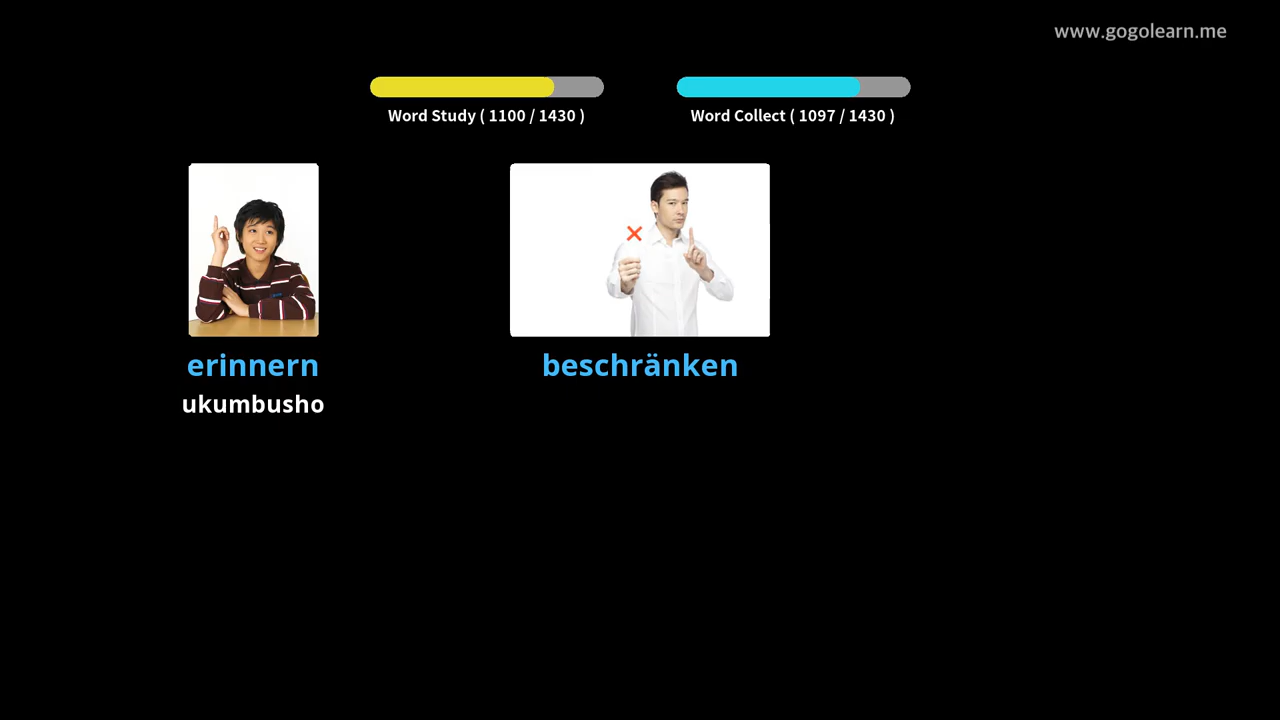 www.gogolearn.me
Word Study ( 1100 / 1430 )
Word Collect ( 1097 / 1430 )
erinnern
beschränken
ukumbusho